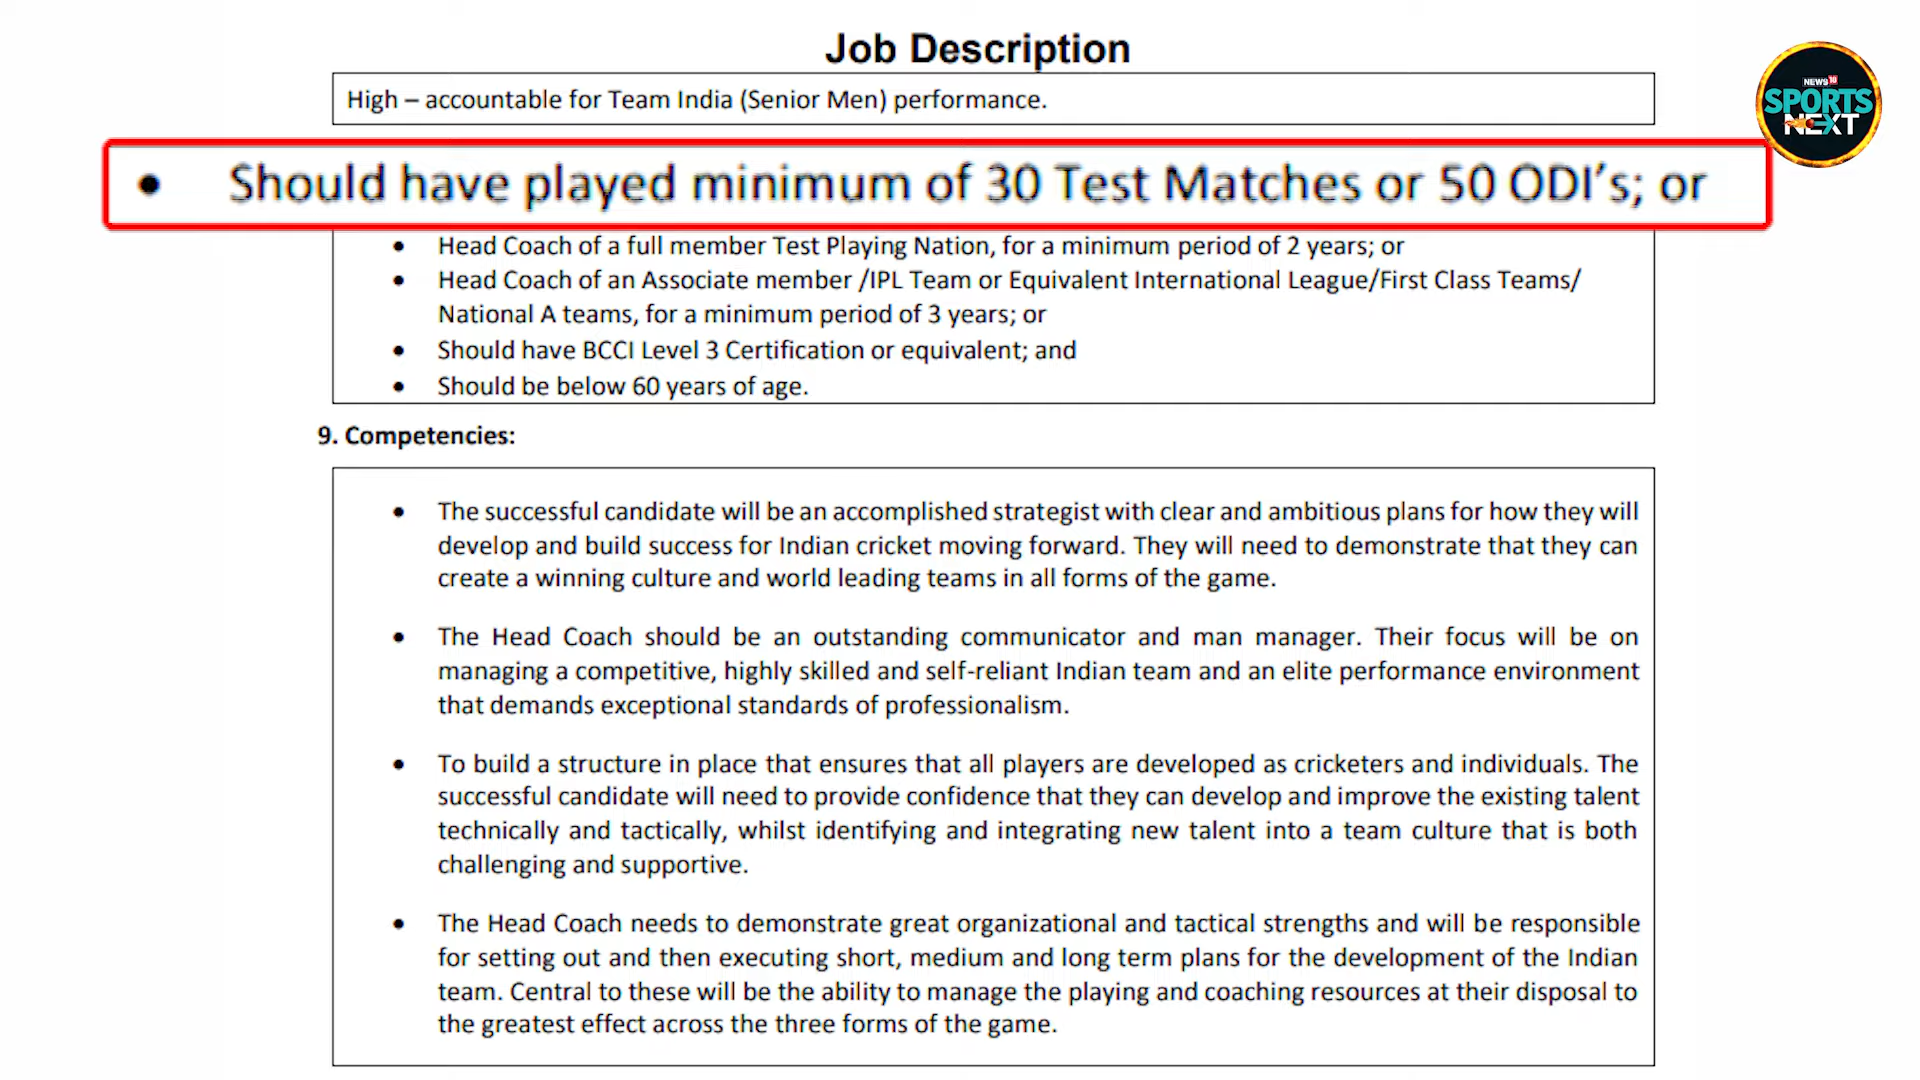 Job Description
High – accountable for Team India (Senior Men) performance.
NEWS18
SPORTS
NEXT
• Should have played minimum of 30 Test Matches or 50 ODI's; or
• Head Coach of a full member Test Playing Nation, for a minimum period of 2 years; or
• Head Coach of an Associate member /IPL Team or Equivalent International League/First Class Teams/
National A teams, for a minimum period of 3 years; or
• Should have BCCI Level 3 Certification or equivalent; and
• Should be below 60 years of age.
9. Competencies:
• The successful candidate will be an accomplished strategist with clear and ambitious plans for how they will
develop and build success for Indian cricket moving forward. They will need to demonstrate that they can
create a winning culture and world leading teams in all forms of the game.
• The Head Coach should be an outstanding communicator and man manager. Their focus will be on
managing a competitive, highly skilled and self-reliant Indian team and an elite performance environment
that demands exceptional standards of professionalism.
• To build a structure in place that ensures that all players are developed as cricketers and individuals. The
successful candidate will need to provide confidence that they can develop and improve the existing talent
technically and tactically, whilst identifying and integrating new talent into a team culture that is both
challenging and supportive.
• The Head Coach needs to demonstrate great organizational and tactical strengths and will be responsible
for setting out and then executing short, medium and long term plans for the development of the Indian
team. Central to these will be the ability to manage the playing and coaching resources at their disposal to
the greatest effect across the three forms of the game.